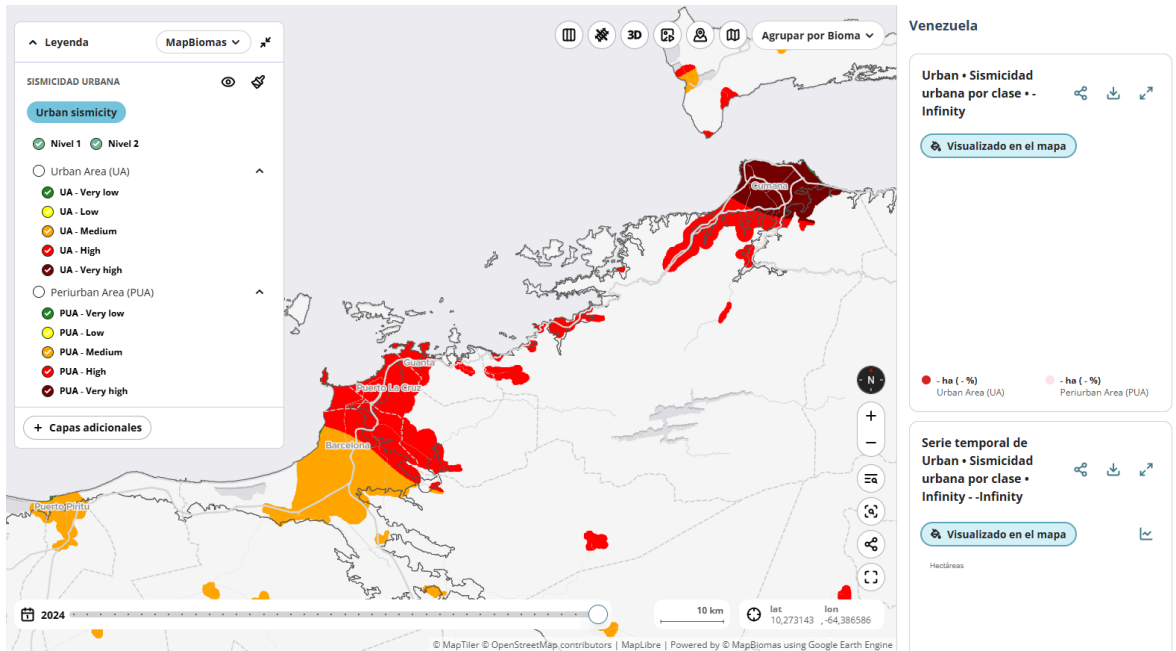 Leyenda
MapBiomas
SISMICIDAD URBANA
Urban sismicity
Nivel 1 Nivel 2
Urban Area (UA)
UA - Very low
UA - Low
UA - Medium
UA - High
UA - Very high
Periurban Area (PUA)
PUA - Very low
PUA - Low
PUA - Medium
PUA - High
PUA - Very high
+ Capas adicionales
3D
Agrupar por Bioma
Cumana
Guanta
Puerto La Cruz
Barcelona
Puerto Piritu
N
+
−
2024
10 km
lat lon
10,273143 , -64,386586
© MapTiler © OpenStreetMap contributors | MapLibre | Powered by © MapBiomas using Google Earth Engine
Venezuela
Urban • Sismicidad
urbana por clase • -
Infinity
Visualizado en el mapa
- ha ( - %)
Urban Area (UA)
- ha ( - %)
Periurban Area (PUA)
Serie temporal de
Urban • Sismicidad
urbana por clase •
Infinity - -Infinity
Visualizado en el mapa
Hectáreas